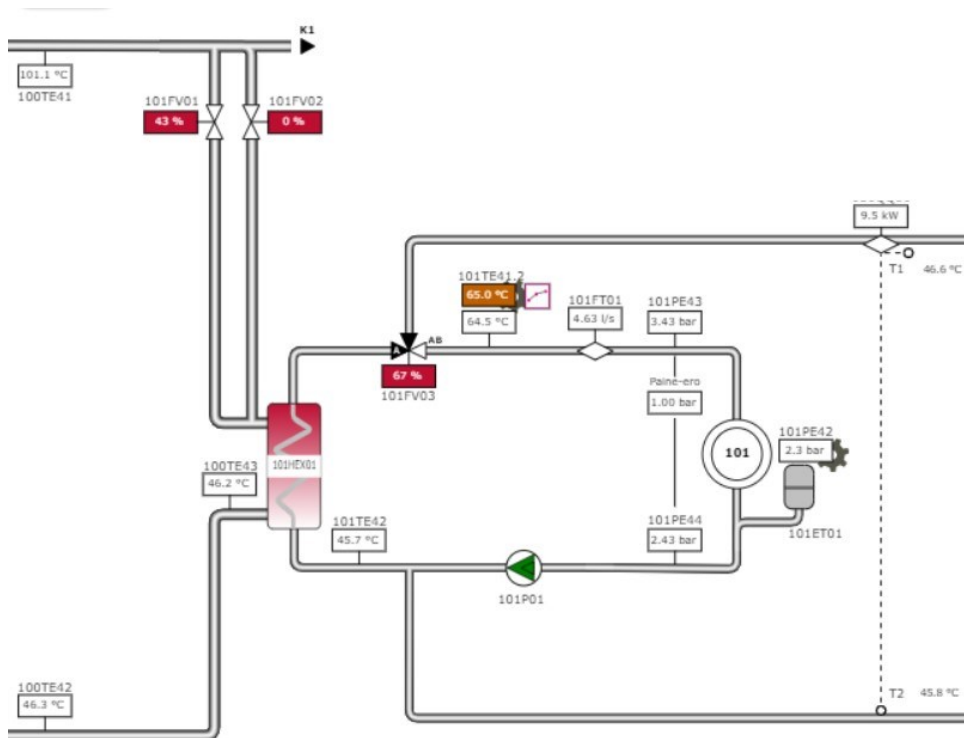 K1
101.1 °C
100TE41
101FV01
101FV02
43 %
0 %
9.5 kW
T1 46.6 °C
101TE41.2
65.0 °C
64.5 °C
101FT01
4.63 l/s
101PE43
3.43 bar
A
AB
67 %
101FV03
Paine-ero
1.00 bar
101
101PE42
2.3 bar
101HEX01
100TE43
46.2 °C
101TE42
45.7 °C
101PE44
2.43 bar
101ET01
101P01
100TE42
46.3 °C
T2 45.8 °C